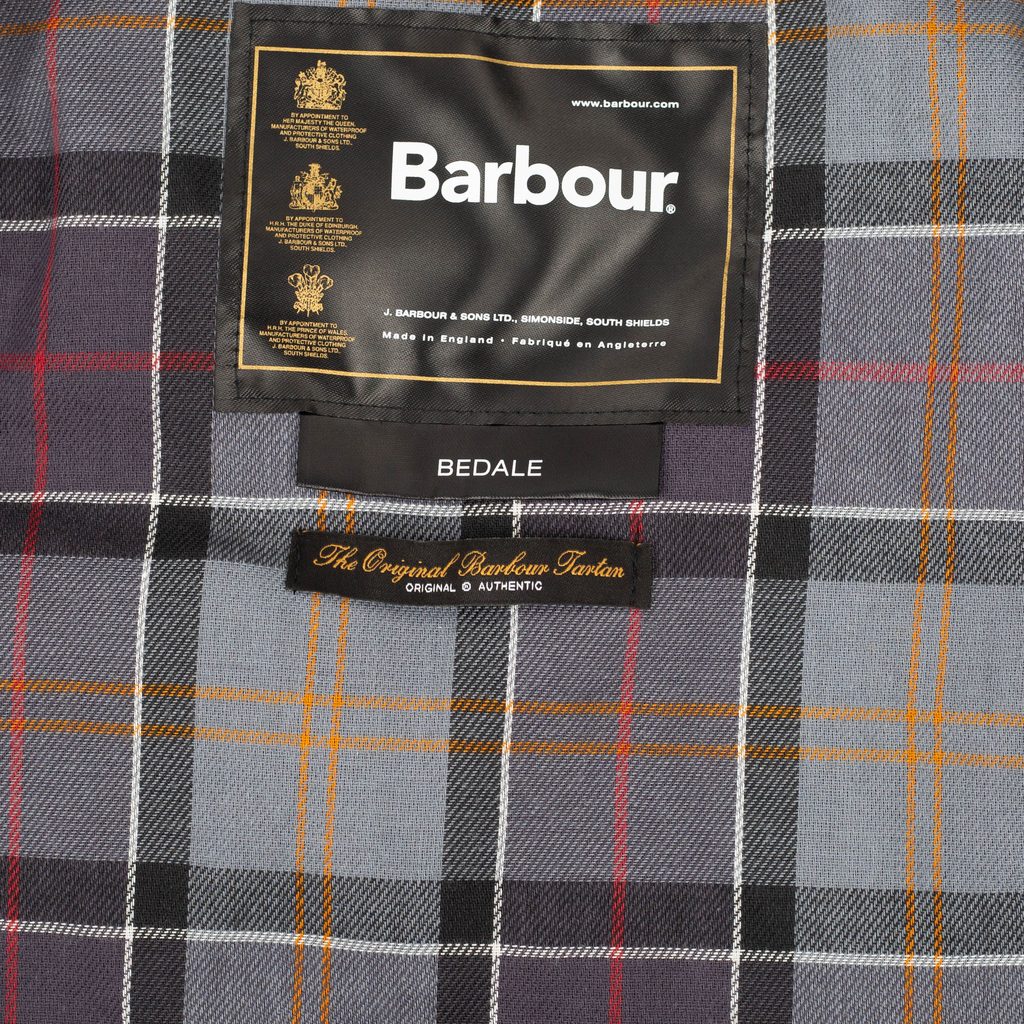 www.barbour.com
BY APPOINTMENT TO
HER MAJESTY THE QUEEN,
MANUFACTURERS OF WATERPROOF
AND PROTECTIVE CLOTHING
J. BARBOUR & SONS LTD.,
SOUTH SHIELDS.
Barbour®
BY APPOINTMENT TO
H.R.H. THE DUKE OF EDINBURGH,
MANUFACTURERS OF WATERPROOF
AND PROTECTIVE CLOTHING
J. BARBOUR & SONS LTD.,
SOUTH SHIELDS.
BY APPOINTMENT TO
H.R.H. THE PRINCE OF WALES,
MANUFACTURERS OF WATERPROOF
AND PROTECTIVE CLOTHING
J. BARBOUR & SONS LTD.,
SOUTH SHIELDS.
J. BARBOUR & SONS LTD., SIMONSIDE, SOUTH SHIELDS
Made in England · Fabriqué en Angleterre
BEDALE
The Original Barbour Tartan
ORIGINAL ® AUTHENTIC